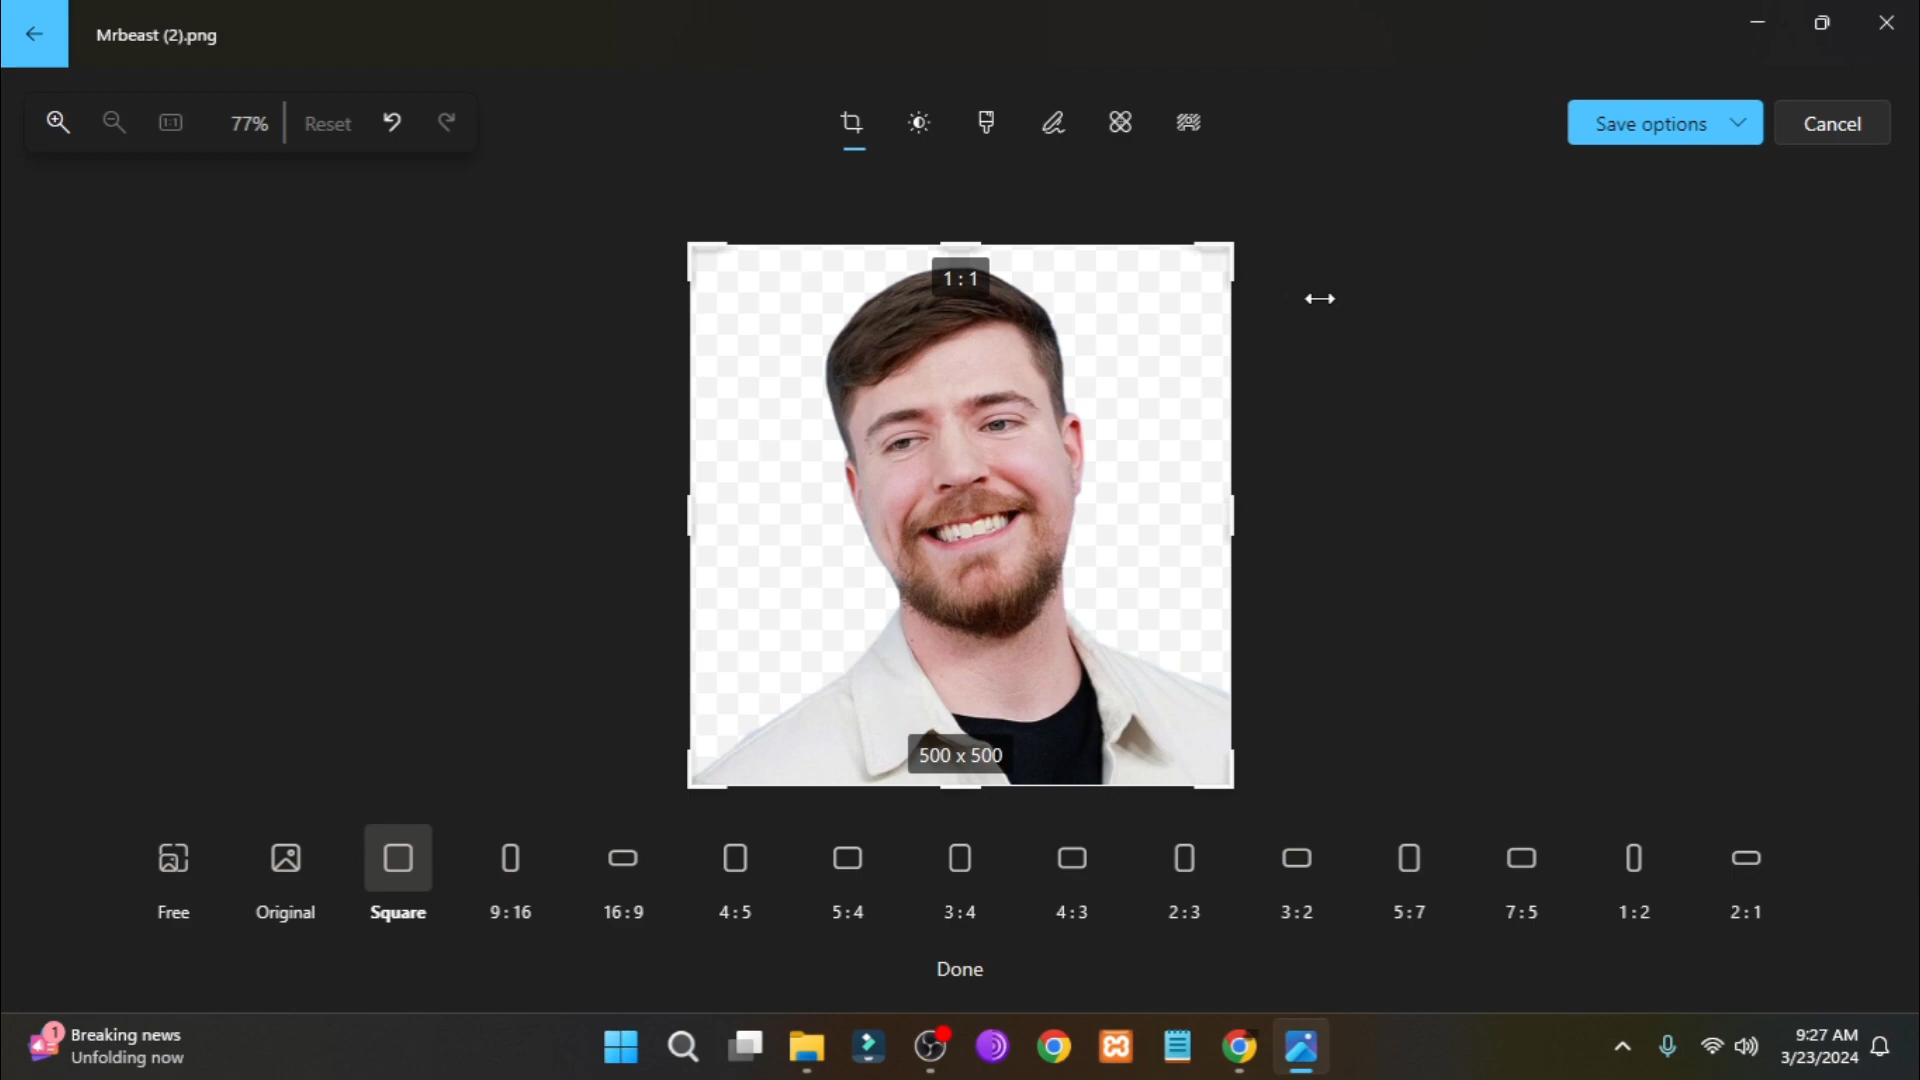 Mrbeast (2).png
77%
Reset
Save options
Cancel
1 : 1
500 x 500
Free
Original
Square
9:16
16:9
4:5
5:4
3:4
4:3
2:3
3:2
5:7
7:5
1:2
2:1
Done
1
Breaking news
Unfolding now
9:27 AM
3/23/2024